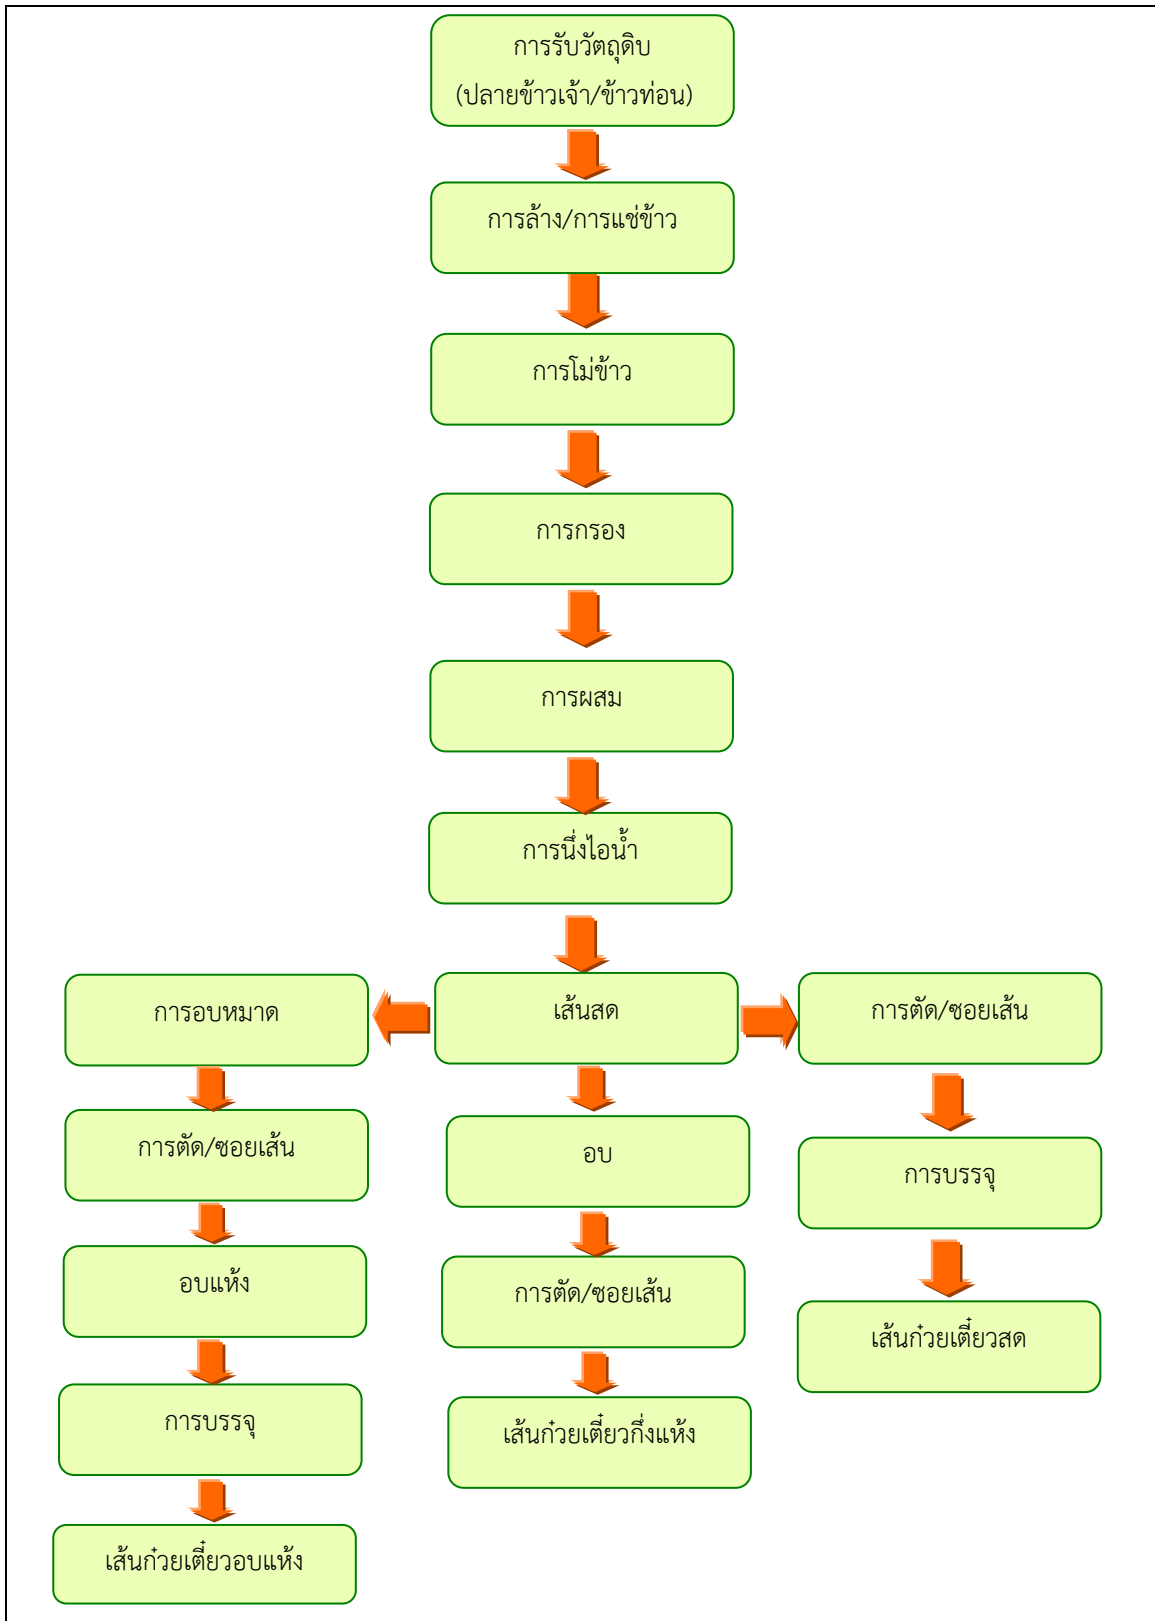 การรับวัตถุดิบ
(ปลายข้าวเจ้า/ข้าวท่อน)
การล้าง/การแช่ข้าว
การโม่ข้าว
การกรอง
การผสม
การนึ่งไอน้ำ
เส้นสด
การอบหมาด
การตัด/ซอยเส้น
อบแห้ง
การบรรจุ
เส้นก๋วยเตี๋ยวอบแห้ง
อบ
การตัด/ซอยเส้น
เส้นก๋วยเตี๋ยวกึ่งแห้ง
การตัด/ซอยเส้น
การบรรจุ
เส้นก๋วยเตี๋ยวสด